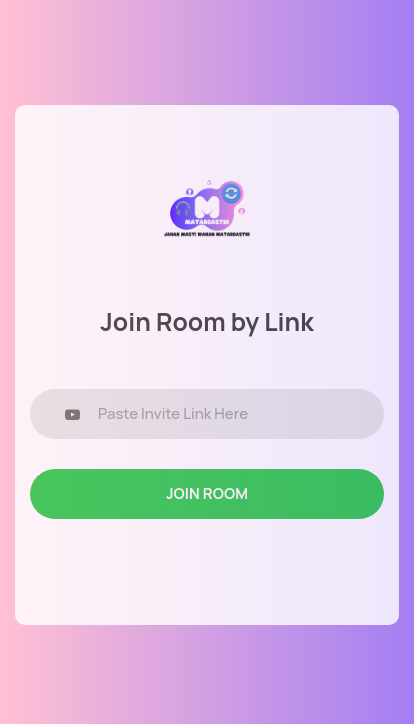 MATARGASTHI
JAHAN MASTI WAHAN MATARGASTHI
Join Room by Link
Paste Invite Link Here
JOIN ROOM